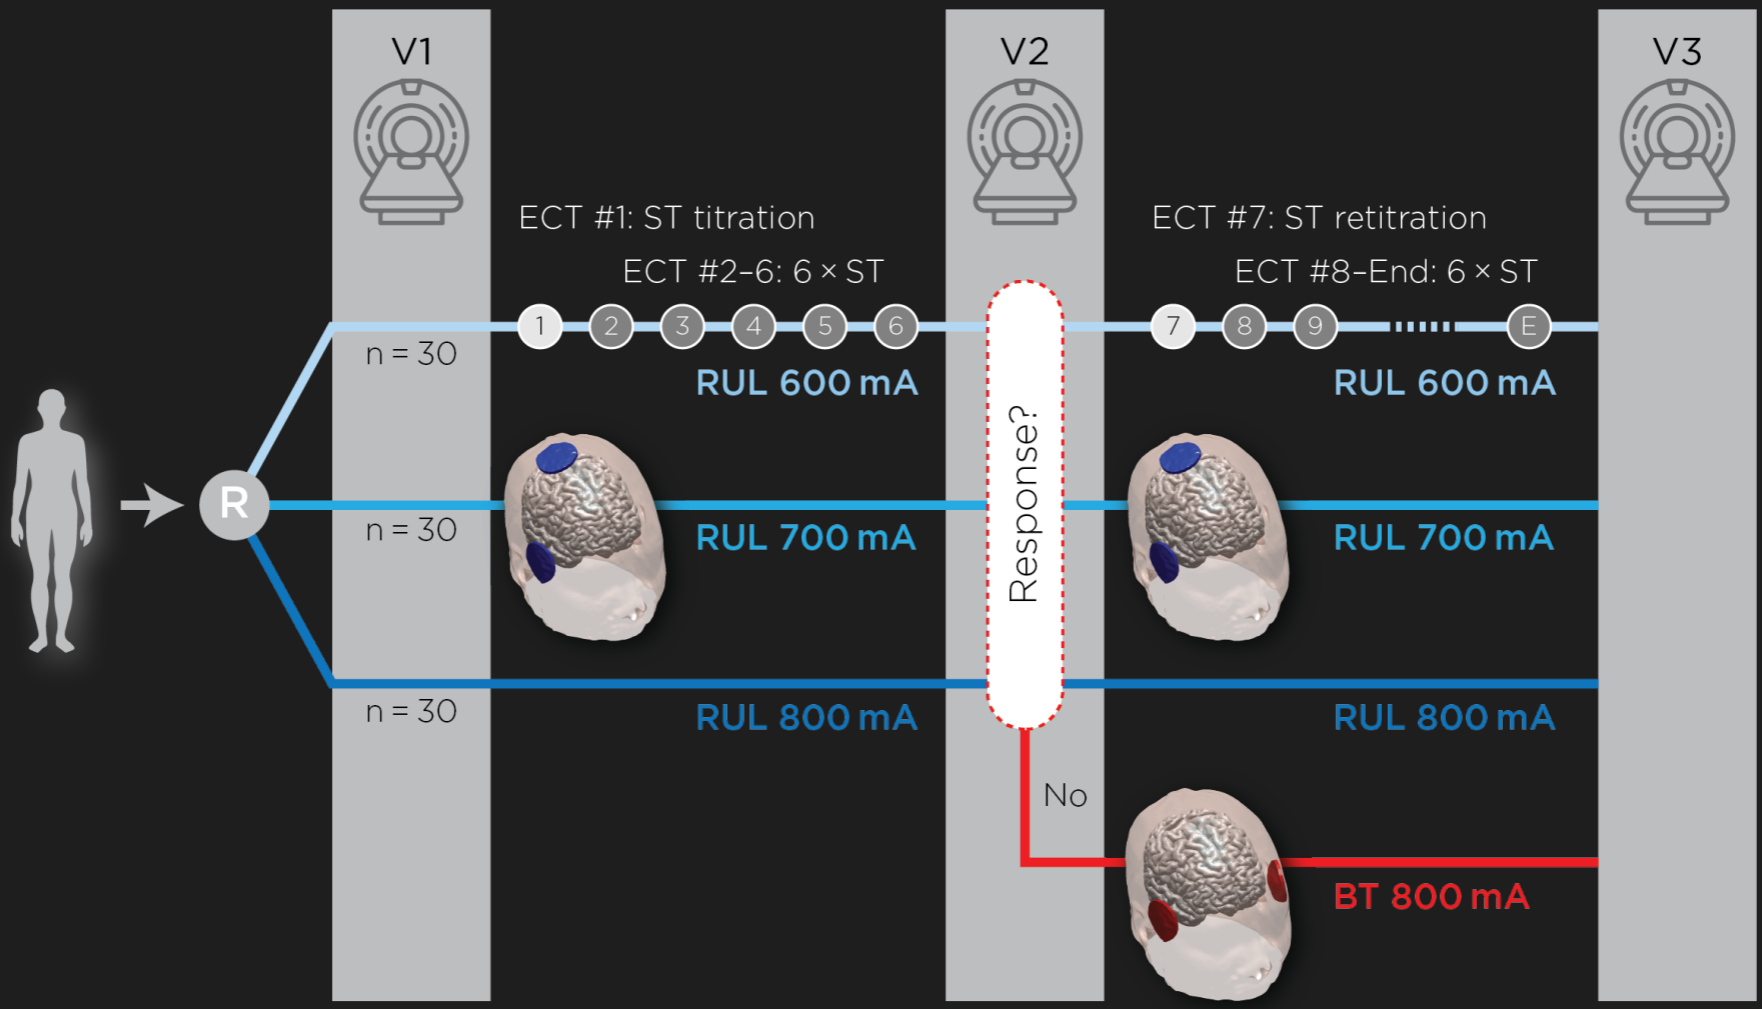 V1
V2
V3
ECT #1: ST titration
ECT #2–6: 6 × ST
ECT #7: ST retitration
ECT #8–End: 6 × ST
1
2
3
4
5
6
7
8
9
E
n = 30
RUL 600 mA
RUL 600 mA
Response?
R
n = 30
RUL 700 mA
RUL 700 mA
n = 30
RUL 800 mA
RUL 800 mA
No
BT 800 mA